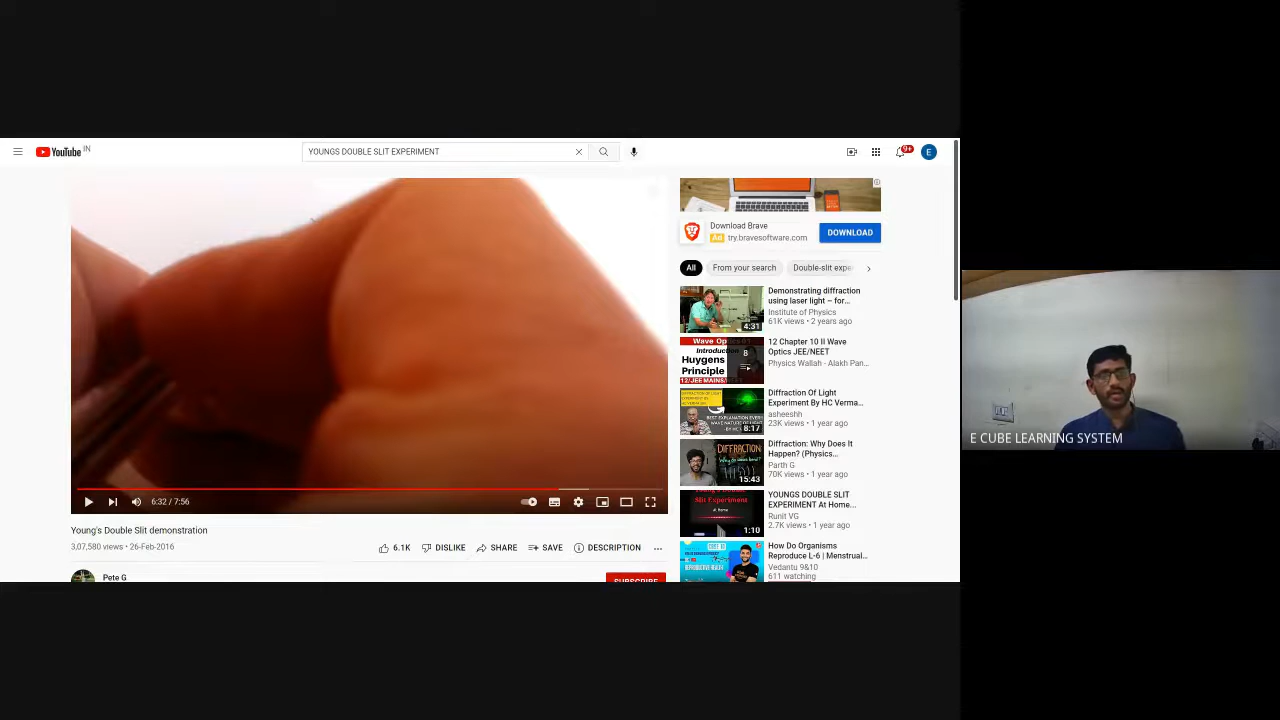 YouTube IN
YOUNGS DOUBLE SLIT EXPERIMENT
9+
E
6:32 / 7:56
Young's Double Slit demonstration
3,07,580 views • 26-Feb-2016
6.1K
DISLIKE
SHARE
SAVE
DESCRIPTION
Pete G
SUBSCRIBE
Download Brave
Ad try.bravesoftware.com
DOWNLOAD
All
From your search
Double-slit expe
4:31
Demonstrating diffraction
using laser light – for...
Institute of Physics
61K views • 2 years ago
Introduction
Huygens
Principle
8
12 Chapter 10 II Wave
Optics JEE/NEET
Physics Wallah - Alakh Pan...
8:17
Diffraction Of Light
Experiment By HC Verma...
asheeshh
23K views • 1 year ago
DIFFRACTION
15:43
Diffraction: Why Does It
Happen? (Physics...
Parth G
70K views • 1 year ago
Slit Experiment
1:10
YOUNGS DOUBLE SLIT
EXPERIMENT At Home...
Runit VG
2.7K views • 1 year ago
How Do Organisms
Reproduce L-6 | Menstrual...
Vedantu 9&10
611 watching
E CUBE LEARNING SYSTEM